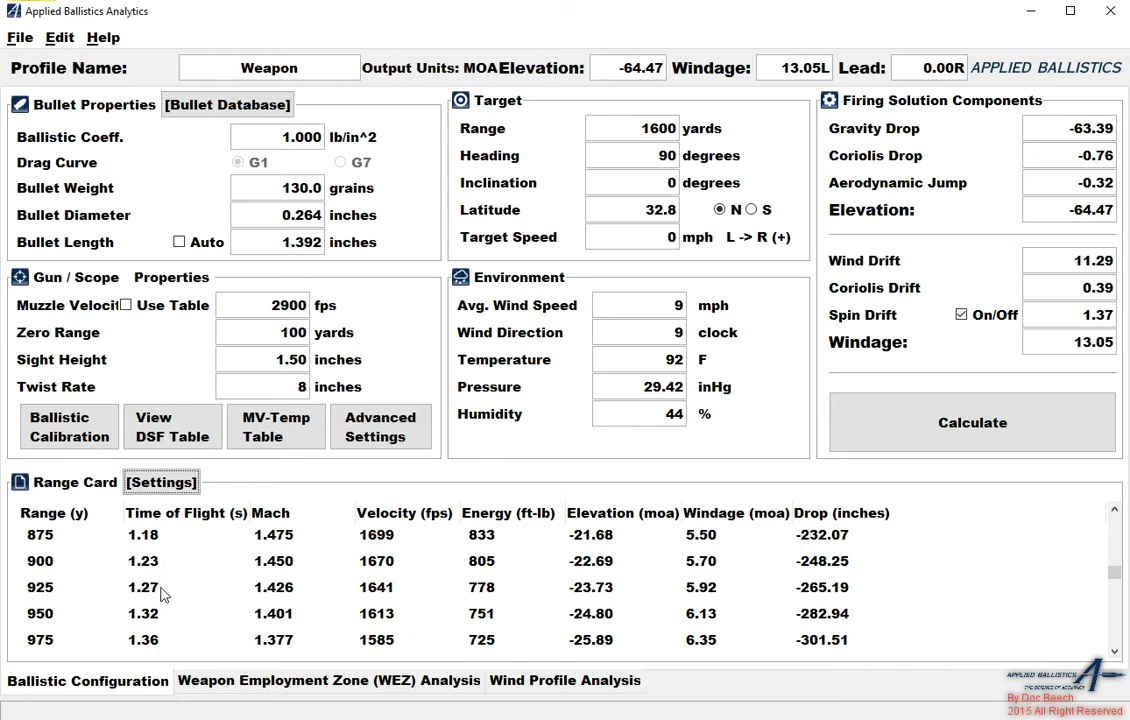 Applied Ballistics Analytics
File Edit Help
Profile Name: Weapon Output Units: MOA Elevation: -64.47 Windage: 13.05L Lead: 0.00R APPLIED BALLISTICS
Bullet Properties [Bullet Database]
Ballistic Coeff. 1.000 lb/in^2
Drag Curve G1 G7
Bullet Weight 130.0 grains
Bullet Diameter 0.264 inches
Bullet Length Auto 1.392 inches
Target
Range 1600 yards
Heading 90 degrees
Inclination 0 degrees
Latitude 32.8 N S
Target Speed 0 mph L -> R (+)
Firing Solution Components
Gravity Drop -63.39
Coriolis Drop -0.76
Aerodynamic Jump -0.32
Elevation: -64.47
Wind Drift 11.29
Coriolis Drift 0.39
Spin Drift On/Off 1.37
Windage: 13.05
Calculate
Gun / Scope Properties
Muzzle Velocit Use Table 2900 fps
Zero Range 100 yards
Sight Height 1.50 inches
Twist Rate 8 inches
Ballistic Calibration
View DSF Table
MV-Temp Table
Advanced Settings
Environment
Avg. Wind Speed 9 mph
Wind Direction 9 clock
Temperature 92 F
Pressure 29.42 inHg
Humidity 44 %
Range Card [Settings]
Range (y) Time of Flight (s) Mach Velocity (fps) Energy (ft-lb) Elevation (moa) Windage (moa) Drop (inches)
875 1.18 1.475 1699 833 -21.68 5.50 -232.07
900 1.23 1.450 1670 805 -22.69 5.70 -248.25
925 1.27 1.426 1641 778 -23.73 5.92 -265.19
950 1.32 1.401 1613 751 -24.80 6.13 -282.94
975 1.36 1.377 1585 725 -25.89 6.35 -301.51
Ballistic Configuration Weapon Employment Zone (WEZ) Analysis Wind Profile Analysis
APPLIED BALLISTICS
THE SCIENCE OF ACCURACY
By Doc Beech
2015 All Right Reserved